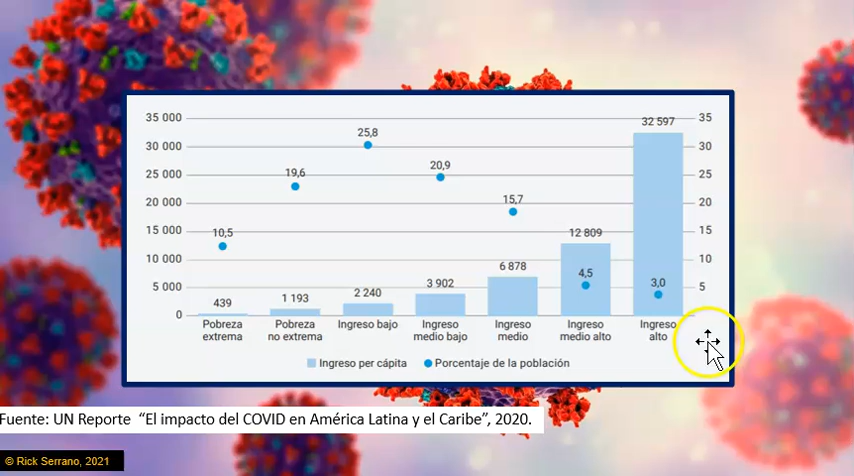 35 000
32 597
35
30 000
25,8
30
25 000
19,6
20,9
25
20 000
15,7
20
15 000
10,5
12 809
15
10 000
6 878
10
5 000
439
1 193
2 240
3 902
4,5
3,0
5
0
Pobreza extrema
Pobreza no extrema
Ingreso bajo
Ingreso medio bajo
Ingreso medio
Ingreso medio alto
Ingreso alto
Ingreso per cápita
Porcentaje de la población
Fuente: UN Reporte “El impacto del COVID en América Latina y el Caribe”, 2020.
© Rick Serrano, 2021